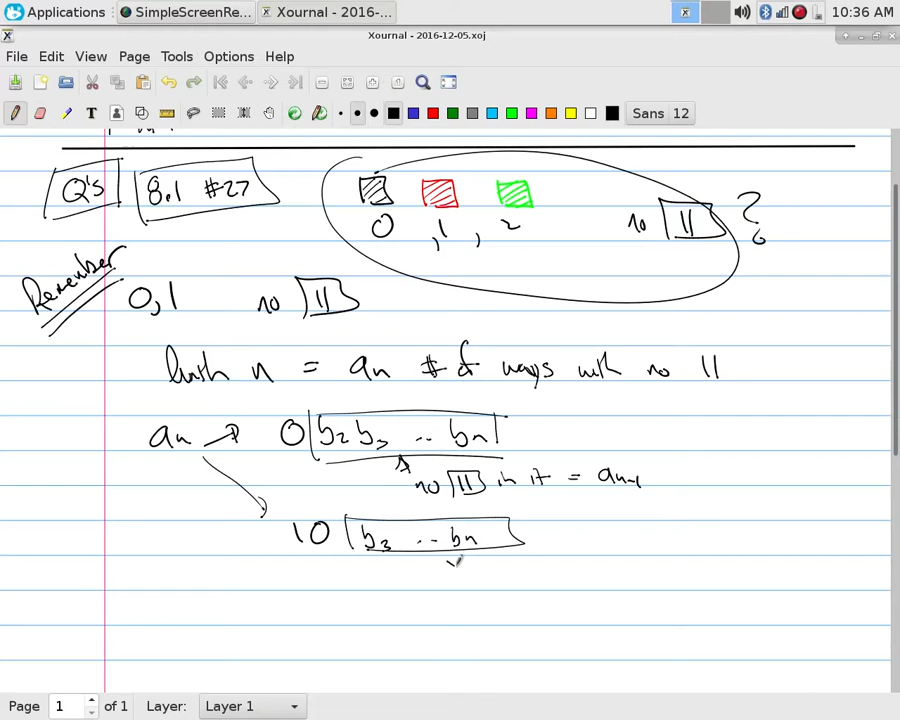 Applications SimpleScreenRe... Xournal - 2016-... 10:36 AM
Xournal - 2016-12-05.xoj
File Edit View Page Tools Options Help
T Sans 12
Q's 8.1 #27
0, 1, 2 no 11 ?
Remember
0,1 no 11
length n = an # of ways with no 11
an → 0 b2 b3 .. bn
no 11 in it = an-1
10 b3 .. bn
Page 1 of 1 Layer: Layer 1